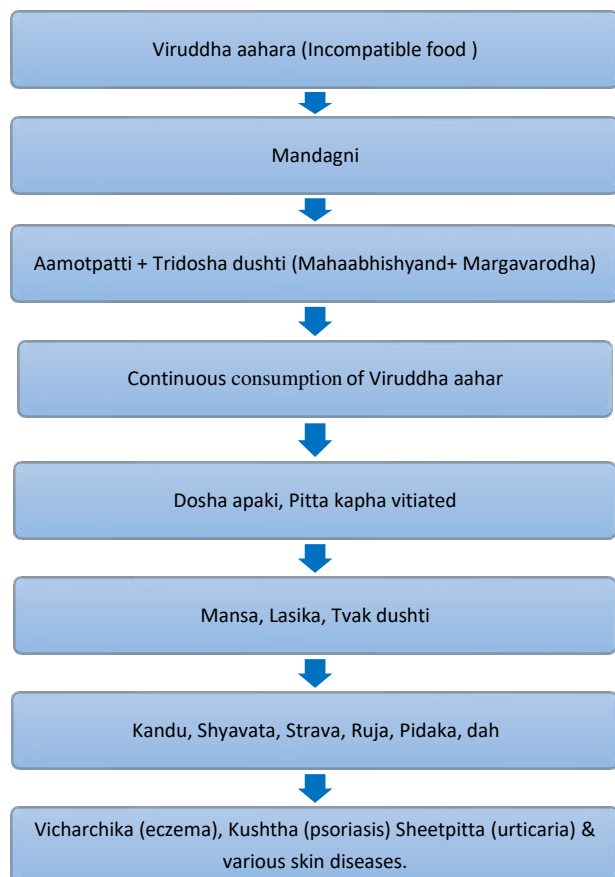 Viruddha aahara (Incompatible food )
Mandagni
Aamotpatti + Tridosha dushti (Mahaabhishyand+ Margavarodha)
Continuous consumption of Viruddha aahar
Dosha apaki, Pitta kapha vitiated
Mansa, Lasika, Tvak dushti
Kandu, Shyavata, Strava, Ruja, Pidaka, dah
Vicharchika (eczema), Kushtha (psoriasis) Sheetpitta (urticaria) &
various skin diseases.